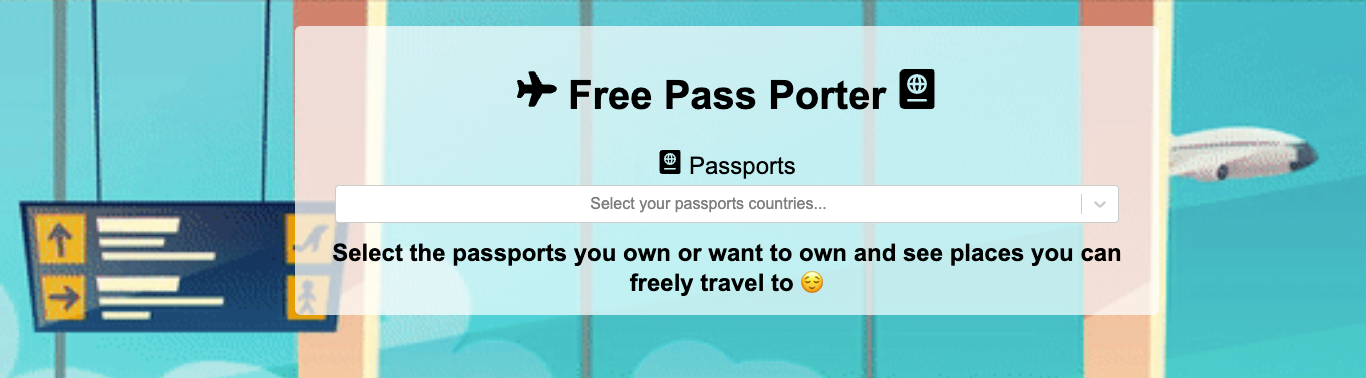 Free Pass Porter
Passports
Select your passports countries...
Select the passports you own or want to own and see places you can
freely travel to 😌